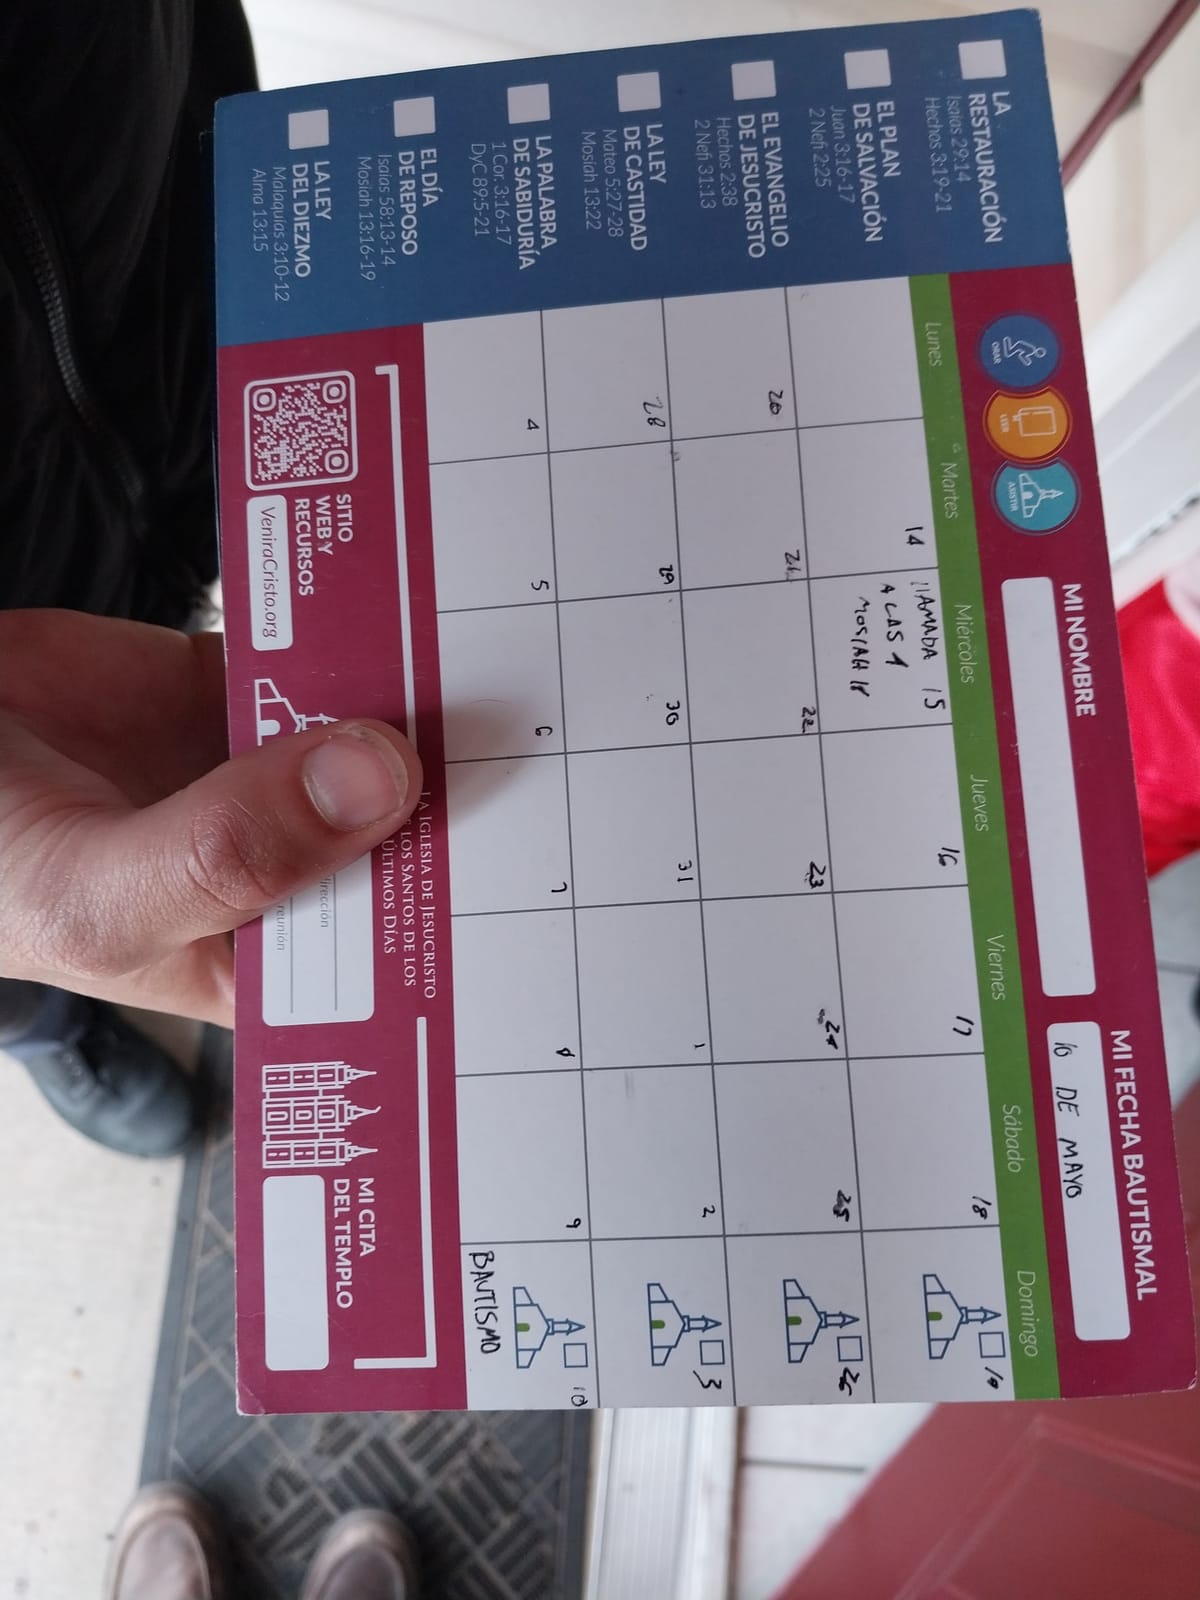 MI NOMBRE
MI FECHA BAUTISMAL
10 DE MAYO
ORAR
LEER
ASISTIR
Lunes
Martes
Miércoles
Jueves
Viernes
Sábado
Domingo
14
15
LLAMADA
A LAS 4
MOSIAH 18
16
17
18
19
20
21
22
23
24
25
26
28
29
30
31
1
2
3
4
5
6
7
8
9
10
BAUTISMO
LA
RESTAURACIÓN
Isaías 29:14
Hechos 3:19-21
EL PLAN
DE SALVACIÓN
Juan 3:16-17
2 Nefi 2:25
EL EVANGELIO
DE JESUCRISTO
Hechos 2:38
2 Nefi 31:13
LA LEY
DE CASTIDAD
Mateo 5:27-28
Mosíah 13:22
LA PALABRA
DE SABIDURÍA
1 Cor. 3:16-17
DyC 89:5-21
EL DÍA
DE REPOSO
Isaías 58:13-14
Mosíah 13:16-19
LA LEY
DEL DIEZMO
Malaquías 3:10-12
Alma 13:15
SITIO
WEB Y
RECURSOS
VeniraCristo.org
LA IGLESIA DE JESUCRISTO
DE LOS SANTOS DE LOS
ÚLTIMOS DÍAS
MI CITA
DEL TEMPLO